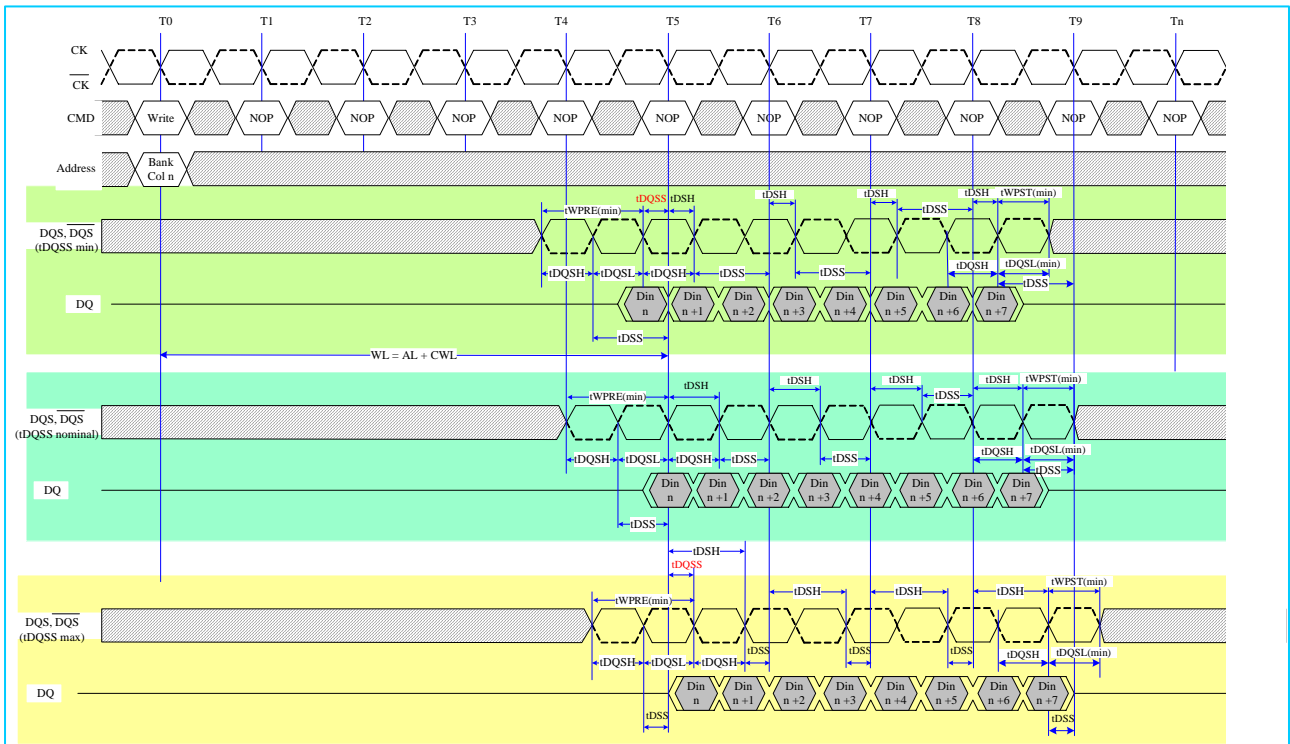 T0 T1 T2 T3 T4 T5 T6 T7 T8 T9 Tn
CK
CK
CMD Write NOP NOP NOP NOP NOP NOP NOP NOP NOP NOP
Address Bank
Col n
tDQSS tDSH tDSH tDSH tDSH tWPST(min)
tWPRE(min) tDSS
DQS, DQS
(tDQSS min)
tDQSH tDQSL tDQSH tDSS tDSS tDQSH tDQSL(min)
tDSS
DQ Din Din Din Din Din Din Din Din
n n +1 n +2 n +3 n +4 n +5 n +6 n +7
tDSS
WL = AL + CWL
tDSH tDSH tDSH tDSH tWPST(min)
tWPRE(min) tDSS
DQS, DQS
(tDQSS nominal)
tDQSH tDQSL tDQSH tDSS tDSS tDQSH tDQSL(min)
tDSS
DQ Din Din Din Din Din Din Din Din
n n +1 n +2 n +3 n +4 n +5 n +6 n +7
tDSS
tDSH
tDQSS
tWPRE(min) tDSH tDSH tDSH tWPST(min)
DQS, DQS
(tDQSS max)
tDSS tDSS tDSS
tDQSH tDQSL tDQSH tDQSH tDQSL(min)
DQ Din Din Din Din Din Din Din Din
n n +1 n +2 n +3 n +4 n +5 n +6 n +7
tDSS tDSS